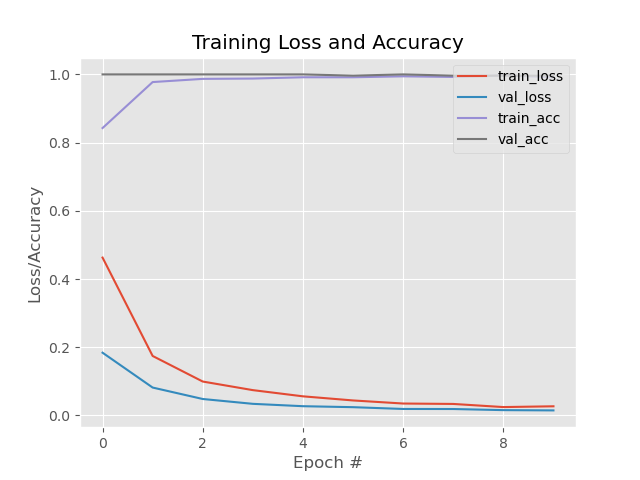 Training Loss and Accuracy
1.0
0.8
0.6
0.4
0.2
0.0
Loss/Accuracy
train_loss
val_loss
train_acc
val_acc
0 2 4 6 8
Epoch #